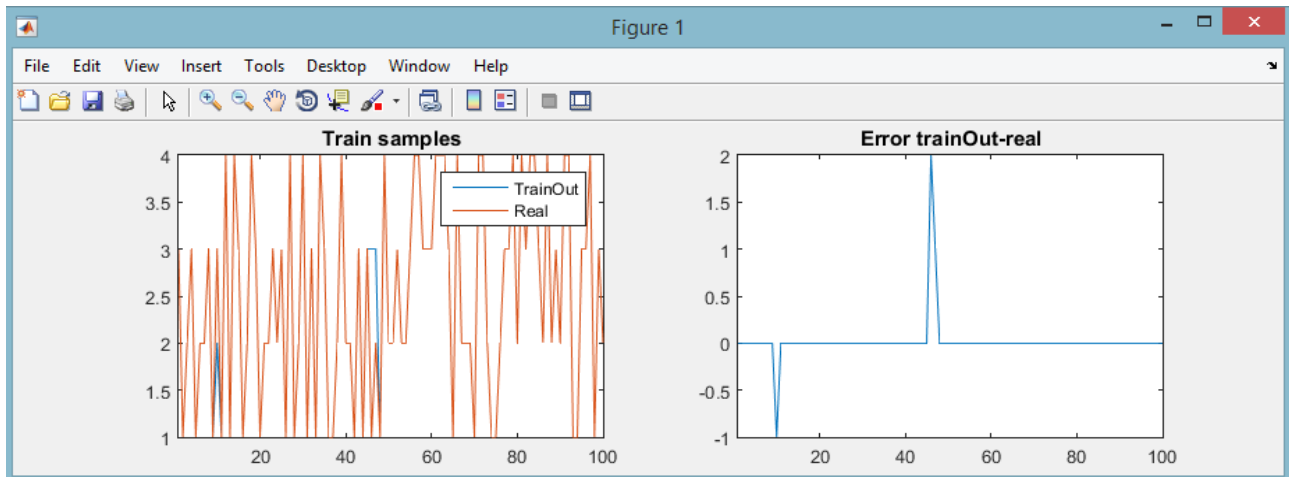 Figure 1
File Edit View Insert Tools Desktop Window Help
Train samples
4
3.5
3
2.5
2
1.5
1
20 40 60 80 100
TrainOut
Real
Error trainOut-real
2
1.5
1
0.5
0
-0.5
-1
20 40 60 80 100